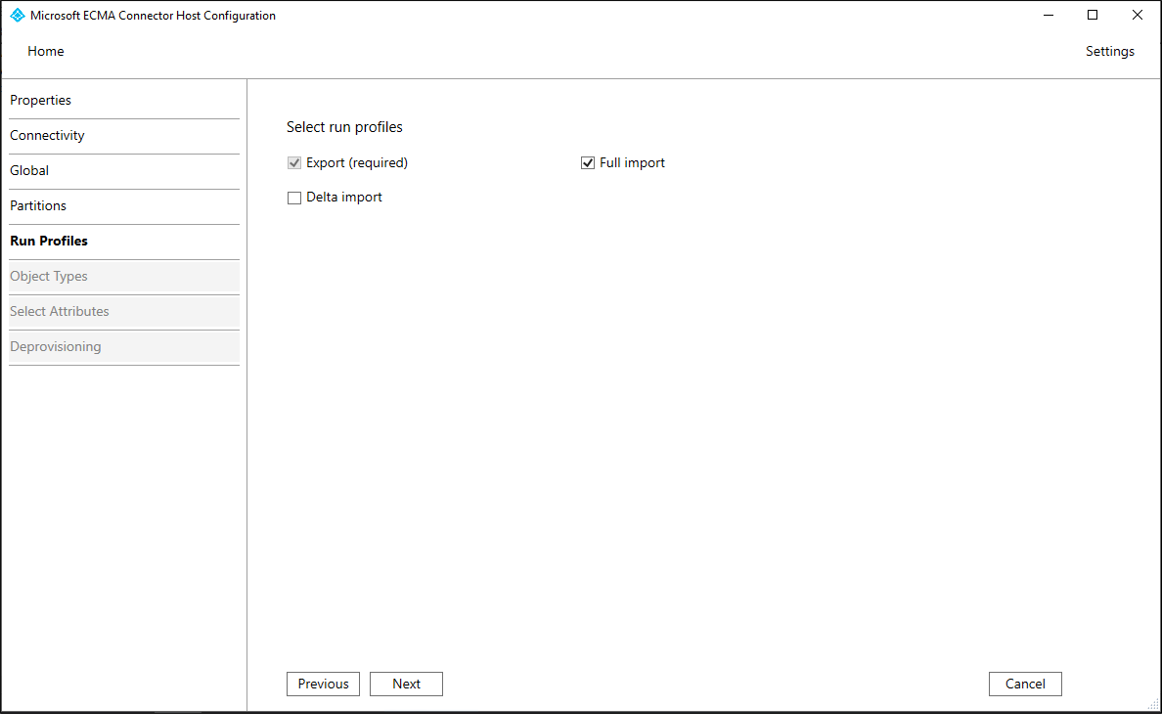 Microsoft ECMA Connector Host Configuration
Home
Settings
Properties
Connectivity
Global
Partitions
Run Profiles
Object Types
Select Attributes
Deprovisioning
Select run profiles
Export (required)
Full import
Delta import
Previous
Next
Cancel